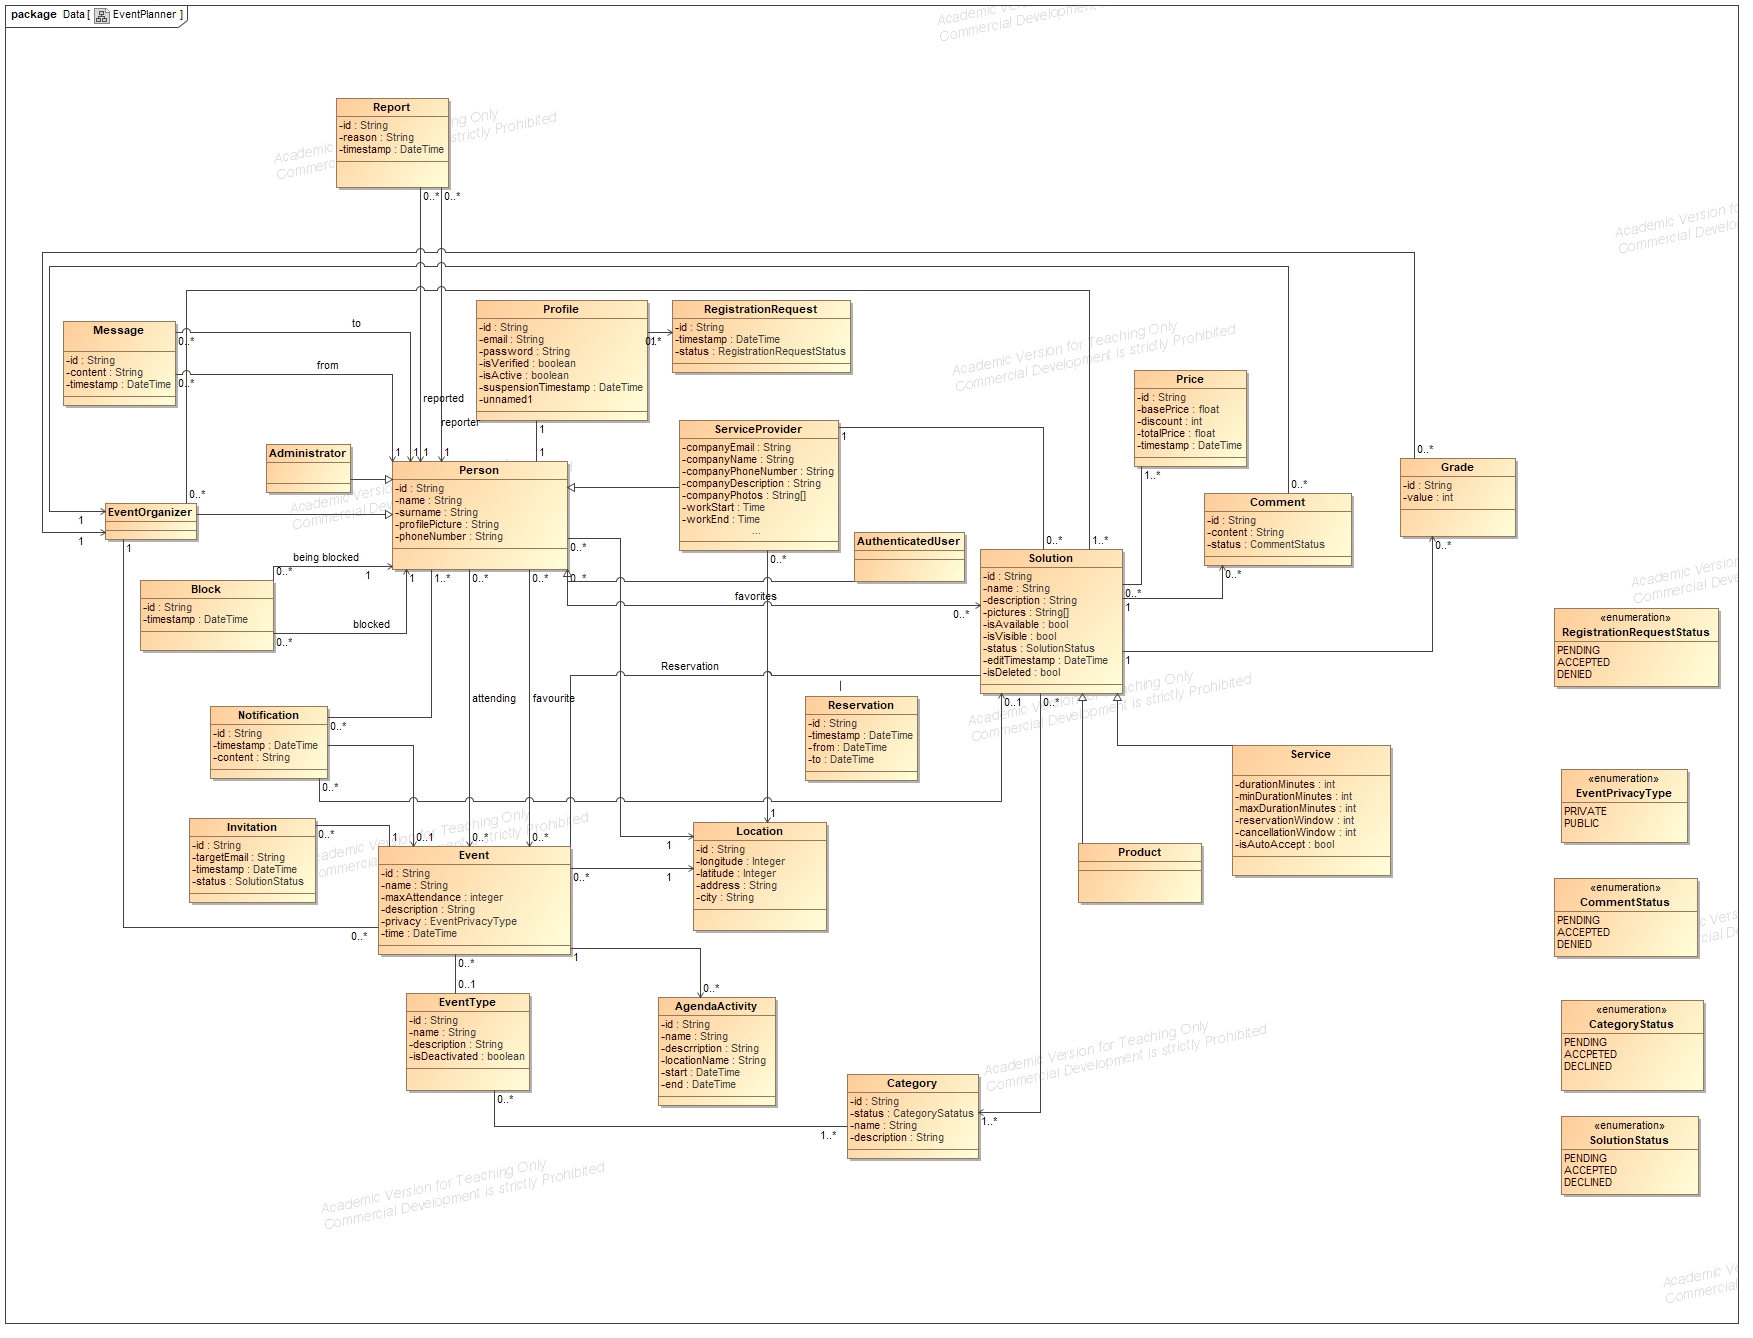 package Data [ EventPlanner ]
Academic Version for Teaching Only
Commercial Development is strictly Prohibited
Report
-id : String
-reason : String
-timestamp : DateTime
0..*
0..*
Message
-id : String
-content : String
-timestamp : DateTime
0..*
0..*
to
from
Profile
-id : String
-email : String
-password : String
-isVerified : boolean
-isActive : boolean
-suspensionTimestamp : DateTime
-unnamed1
1
1
RegistrationRequest
-id : String
-timestamp : DateTime
-status : RegistrationRequestStatus
reported
reporter
1
1
1
1
Administrator
EventOrganizer
0..*
1
1
1
Person
-id : String
-name : String
-surname : String
-profilePicture : String
-phoneNumber : String
0..*
1
1..*
0..*
0..*
0..*
ServiceProvider
-companyEmail : String
-companyName : String
-companyPhoneNumber : String
-companyDescription : String
-companyPhotos : String[]
-workStart : Time
-workEnd : Time
...
1
0..*
AuthenticatedUser
Price
-id : String
-basePrice : float
-discount : int
-totalPrice : float
-timestamp : DateTime
1..*
Comment
-id : String
-content : String
-status : CommentStatus
0..*
0..*
Grade
-id : String
-value : int
0..*
0..*
Block
-id : String
-timestamp : DateTime
being blocked
0..*
1
blocked
0..*
Solution
-id : String
-name : String
-description : String
-pictures : String[]
-isAvailable : bool
-isVisible : bool
-status : SolutionStatus
-editTimestamp : DateTime
-isDeleted : bool
0..*
1..*
0..*
1
1
0..*
0..1
0..*
favorites
Reservation
attending
favourite
Reservation
-id : String
-timestamp : DateTime
-from : DateTime
-to : DateTime
Notification
-id : String
-timestamp : DateTime
-content : String
0..*
0..*
Invitation
-id : String
-targetEmail : String
-timestamp : DateTime
-status : SolutionStatus
0..*
1
0..1
0..*
0..*
Event
-id : String
-name : String
-maxAttendance : integer
-description : String
-privacy : EventPrivacyType
-time : DateTime
0..*
0..*
1
0..*
0..1
Location
-id : String
-longitude : Integer
-latitude : Integer
-address : String
-city : String
1
1
1
Product
Service
-durationMinutes : int
-minDurationMinutes : int
-maxDurationMinutes : int
-reservationWindow : int
-cancellationWindow : int
-isAutoAccept : bool
EventType
-id : String
-name : String
-description : String
-isDeactivated : boolean
0..*
AgendaActivity
-id : String
-name : String
-descrription : String
-locationName : String
-start : DateTime
-end : DateTime
0..*
Category
-id : String
-status : CategorySatatus
-name : String
-description : String
1..*
1..*
«enumeration»
RegistrationRequestStatus
PENDING
ACCEPTED
DENIED
«enumeration»
EventPrivacyType
PRIVATE
PUBLIC
«enumeration»
CommentStatus
PENDING
ACCEPTED
DENIED
«enumeration»
CategoryStatus
PENDING
ACCPETED
DECLINED
«enumeration»
SolutionStatus
PENDING
ACCEPTED
DECLINED